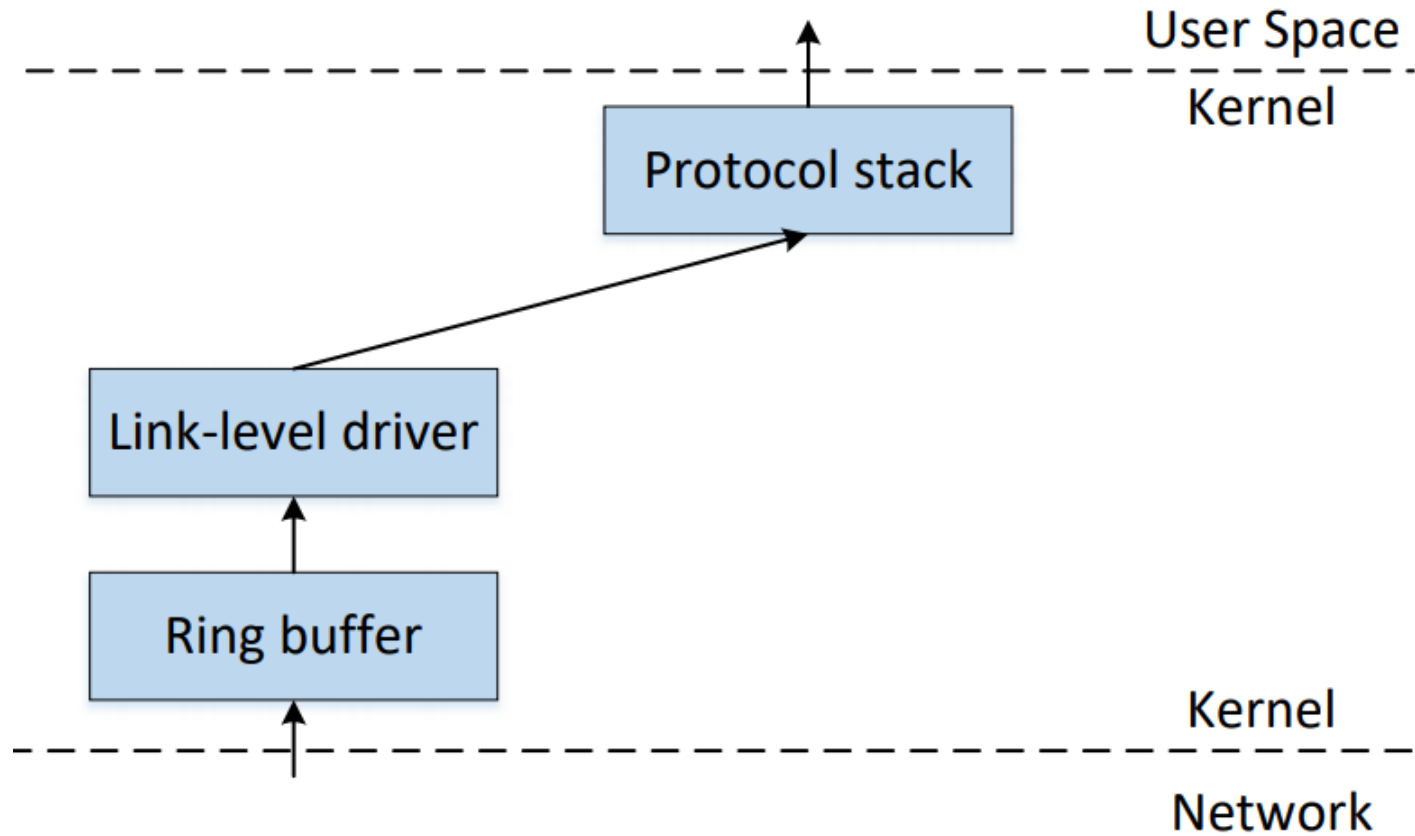 User Space
Kernel
Protocol stack
Link-level driver
Ring buffer
Kernel
Network